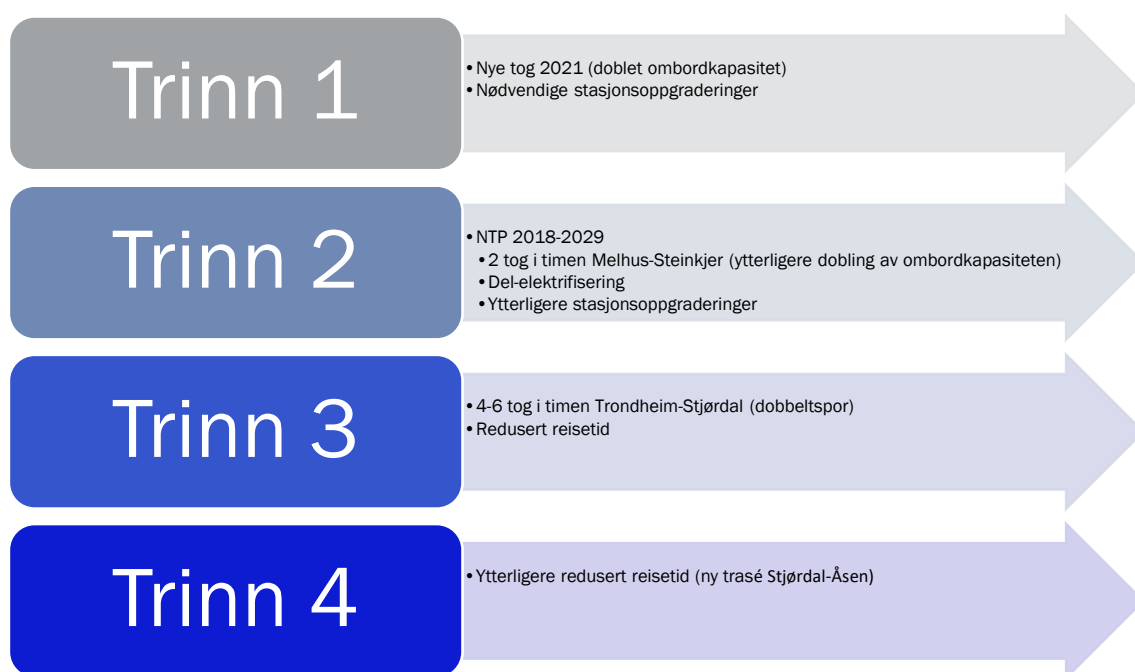 Trinn 1
•Nye tog 2021 (doblet ombordkapasitet)
•Nødvendige stasjonsoppgraderinger
Trinn 2
•NTP 2018-2029
•2 tog i timen Melhus-Steinkjer (ytterligere dobling av ombordkapasiteten)
•Del-elektrifisering
•Ytterligere stasjonsoppgraderinger
Trinn 3
•4-6 tog i timen Trondheim-Stjørdal (dobbeltspor)
•Redusert reisetid
Trinn 4
•Ytterligere redusert reisetid (ny trasé Stjørdal-Åsen)